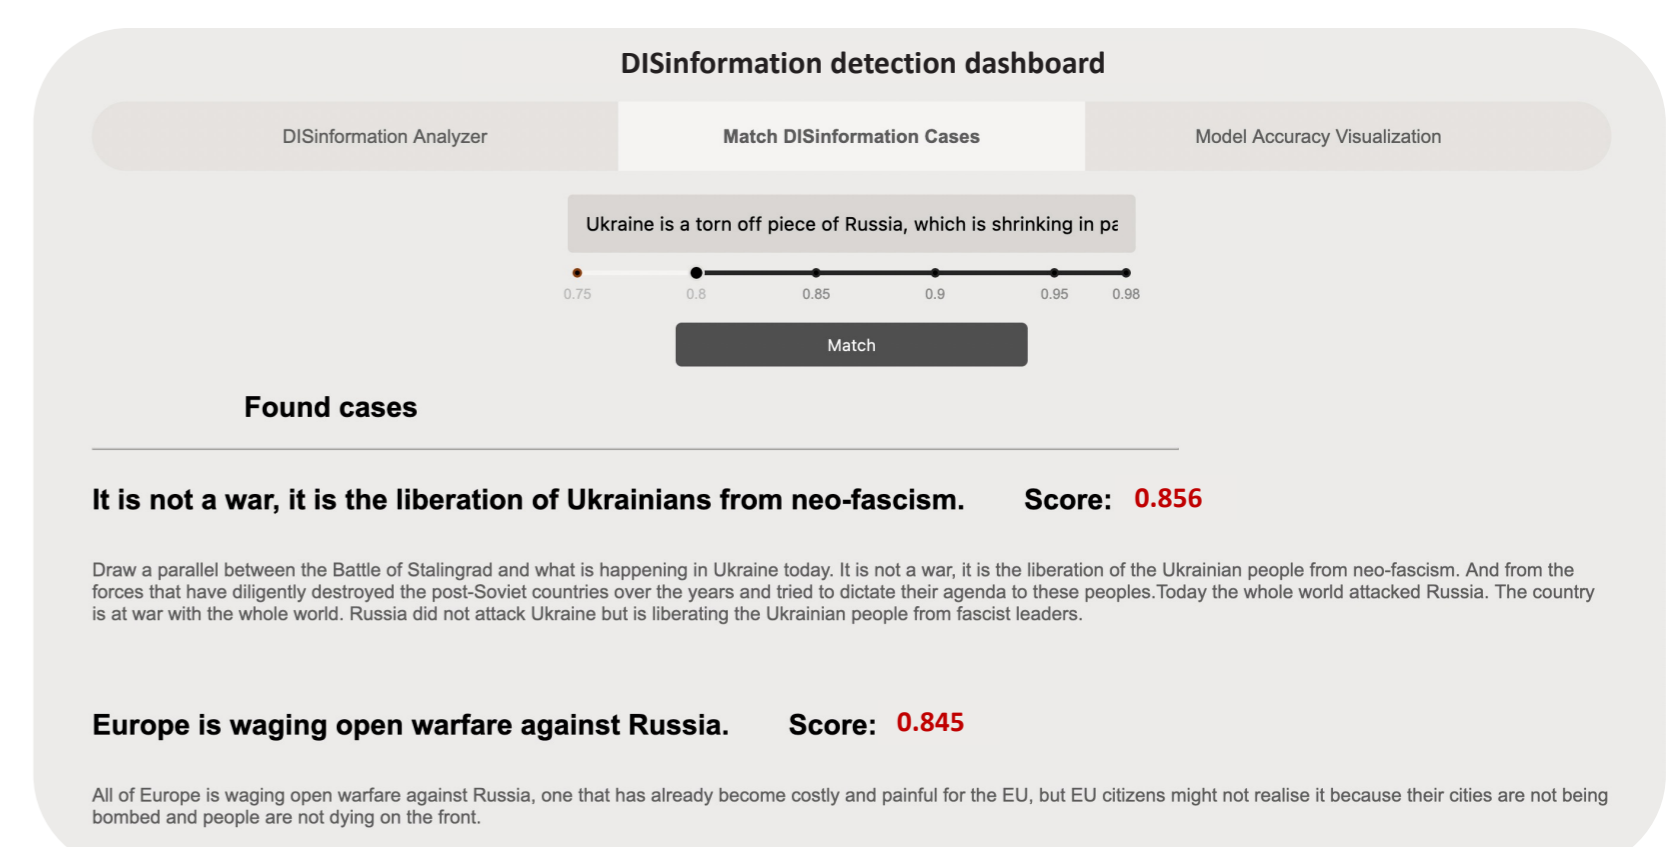 DISinformation detection dashboard
DISinformation Analyzer
Match DISinformation Cases
Model Accuracy Visualization
Ukraine is a torn off piece of Russia, which is shrinking in
0.75 0.8 0.85 0.9 0.95 0.98
Match
Found cases
It is not a war, it is the liberation of Ukrainians from neo-fascism. Score: 0.856
Draw a parallel between the Battle of Stalingrad and what is happening in Ukraine today. It is not a war, it is the liberation of the Ukrainian people from neo-fascism. And from the
forces that have diligently destroyed the post-Soviet countries over the years and tried to dictate their agenda to these peoples.Today the whole world attacked Russia. The country
is at war with the whole world. Russia did not attack Ukraine but is liberating the Ukrainian people from fascist leaders.
Europe is waging open warfare against Russia. Score: 0.845
All of Europe is waging open warfare against Russia, one that has already become costly and painful for the EU, but EU citizens might not realise it because their cities are not being
bombed and people are not dying on the front.